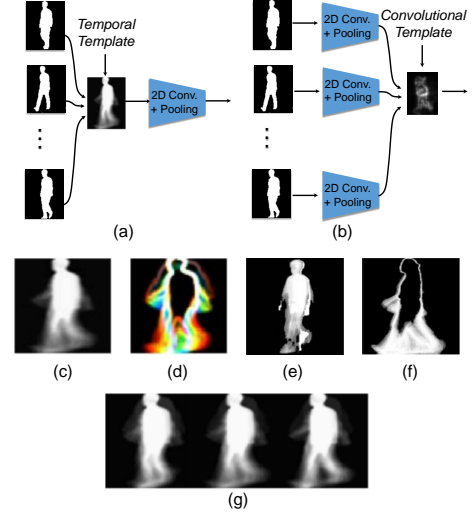 (a)
Temporal
Template
2D Conv.
+ Pooling
(b)
Convolutional
Template
2D Conv.
+ Pooling
2D Conv.
+ Pooling
2D Conv.
+ Pooling
(a)
(b)
(c)
(d)
(e)
(f)
(g)